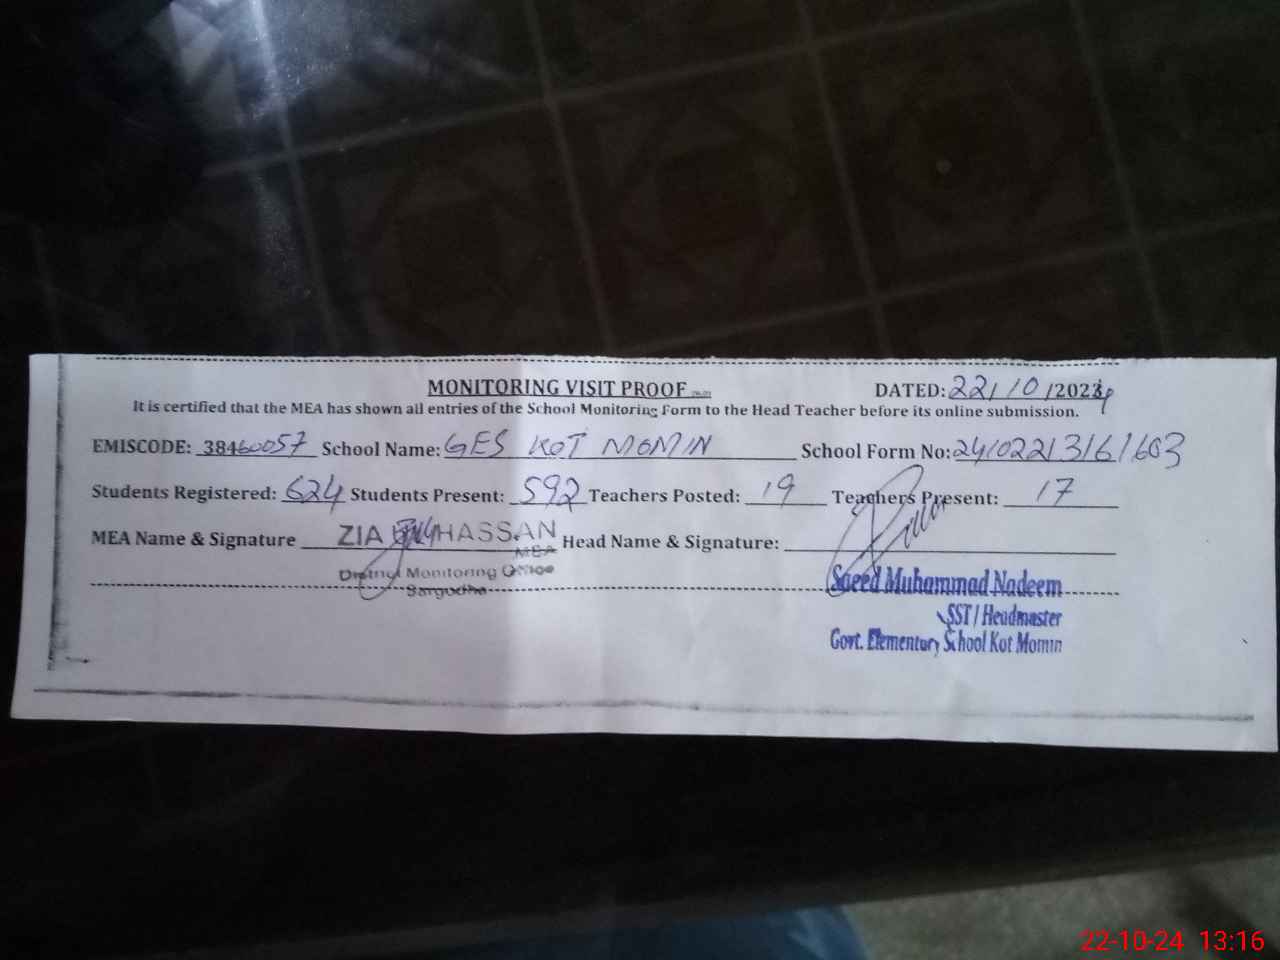 MONITORING VISIT PROOF
DATED: 22/10/2024
It is certified that the MEA has shown all entries of the School Monitoring Form to the Head Teacher before its online submission.
EMISCODE: 38460057 School Name: GES KOT MOMIN School Form No: 24102213161603
Students Registered: 624 Students Present: 592 Teachers Posted: 19 Teachers Present: 17
MEA Name & Signature ZIA HASSAN Head Name & Signature:
MEA
District Monitoring Office
Sargodha
Saeed Muhammad Nadeem
SST / Headmaster
Govt. Elementary School Kot Momin
22-10-24 13:16